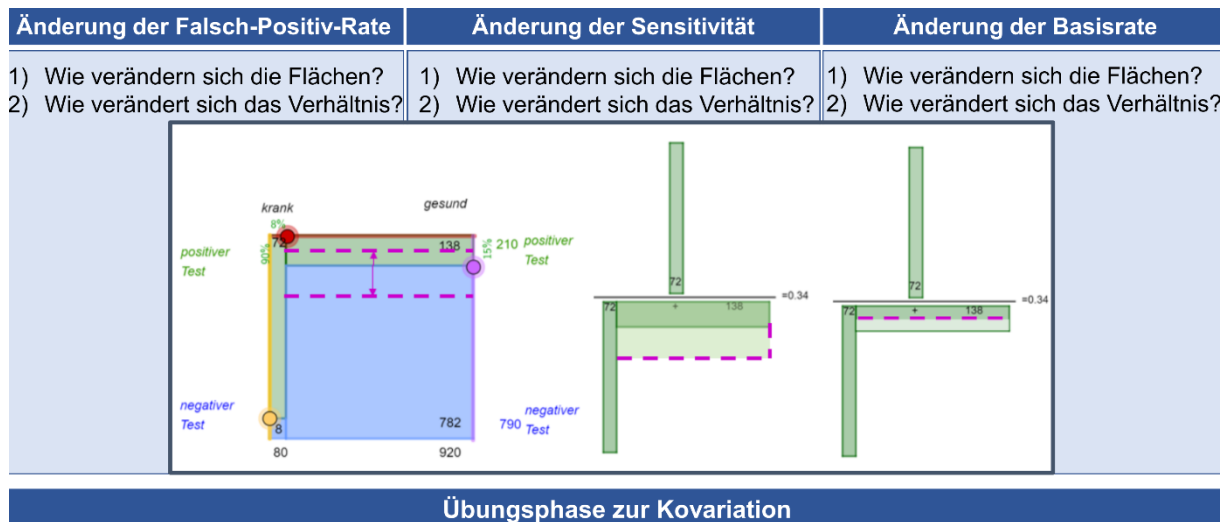 Änderung der Falsch-Positiv-Rate
Änderung der Sensitivität
Änderung der Basisrate
1) Wie verändern sich die Flächen?
2) Wie verändert sich das Verhältnis?
1) Wie verändern sich die Flächen?
2) Wie verändert sich das Verhältnis?
1) Wie verändern sich die Flächen?
2) Wie verändert sich das Verhältnis?
krank
gesund
8%
72
138
90%
15%
positiver
Test
210 positiver
Test
negativer
Test
8
782
790 negativer
Test
80
920
72
=0.34
72
+
138
72
=0.34
72
+
138
Übungsphase zur Kovariation